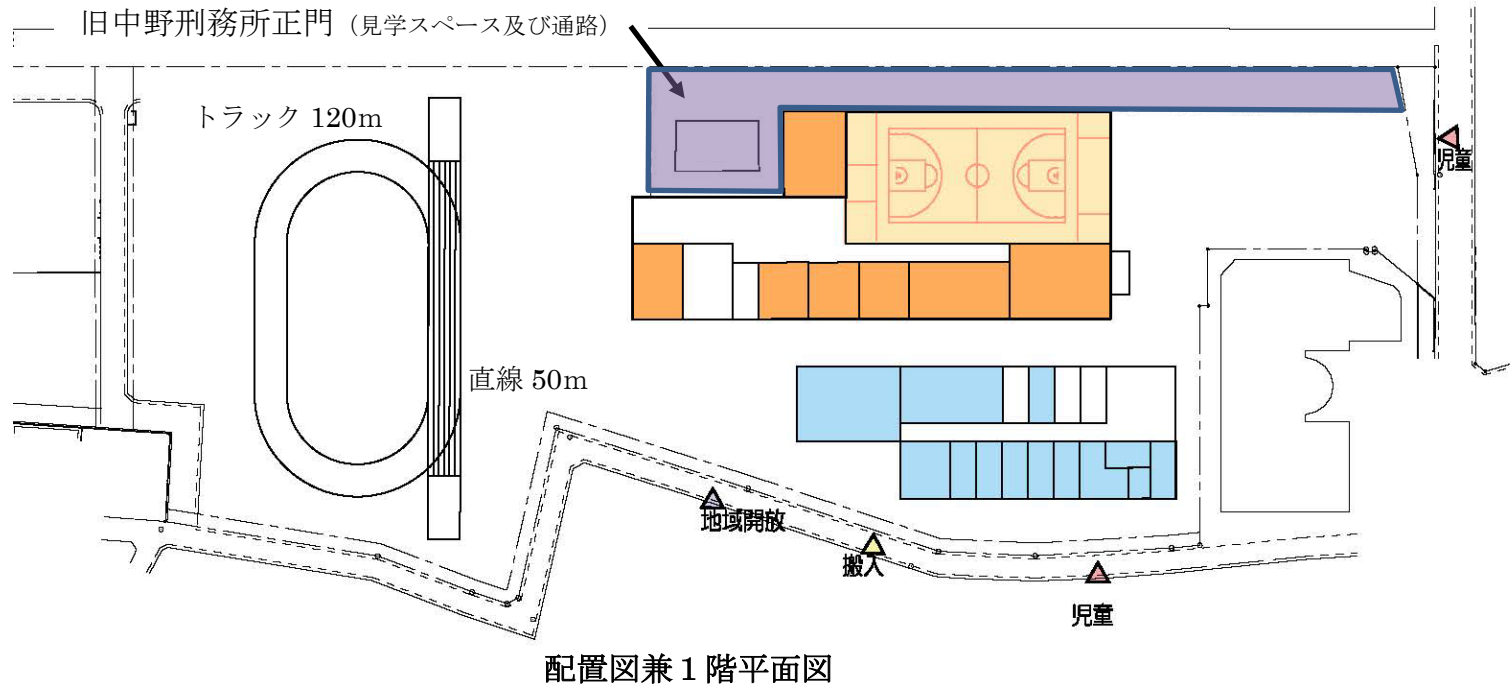 旧中野刑務所正門（見学スペース及び通路）
トラック 120m
児童
直線 50m
地域開放
搬入
児童
配置図兼１階平面図